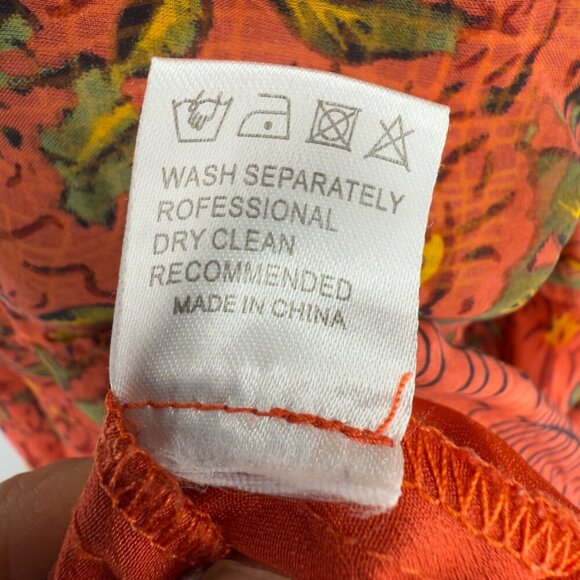 WASH SEPARATELY
ROFESSIONAL
DRY CLEAN
RECOMMENDED
MADE IN CHINA